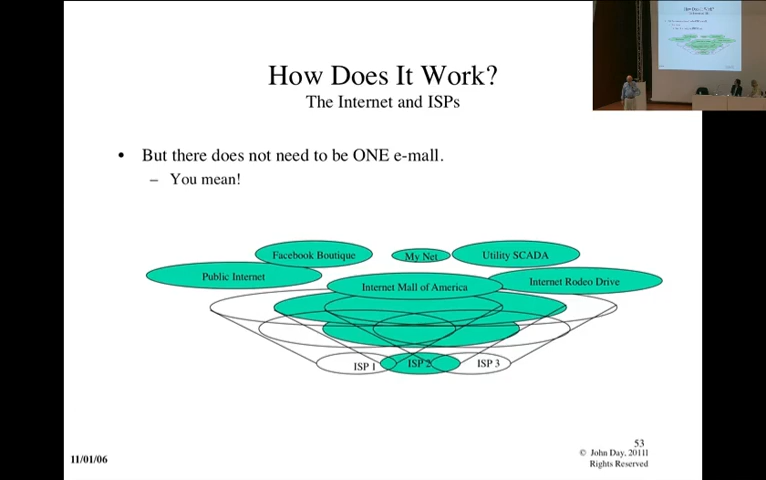 How Does It Work?
The Internet and ISPs
• But there does not need to be ONE e-mall.
– You mean!
Facebook Boutique
My Net
Utility SCADA
Public Internet
Internet Mall of America
Internet Rodeo Drive
ISP 1
ISP 2
ISP 3
11/01/06
53
© John Day, 2011
Rights Reserved